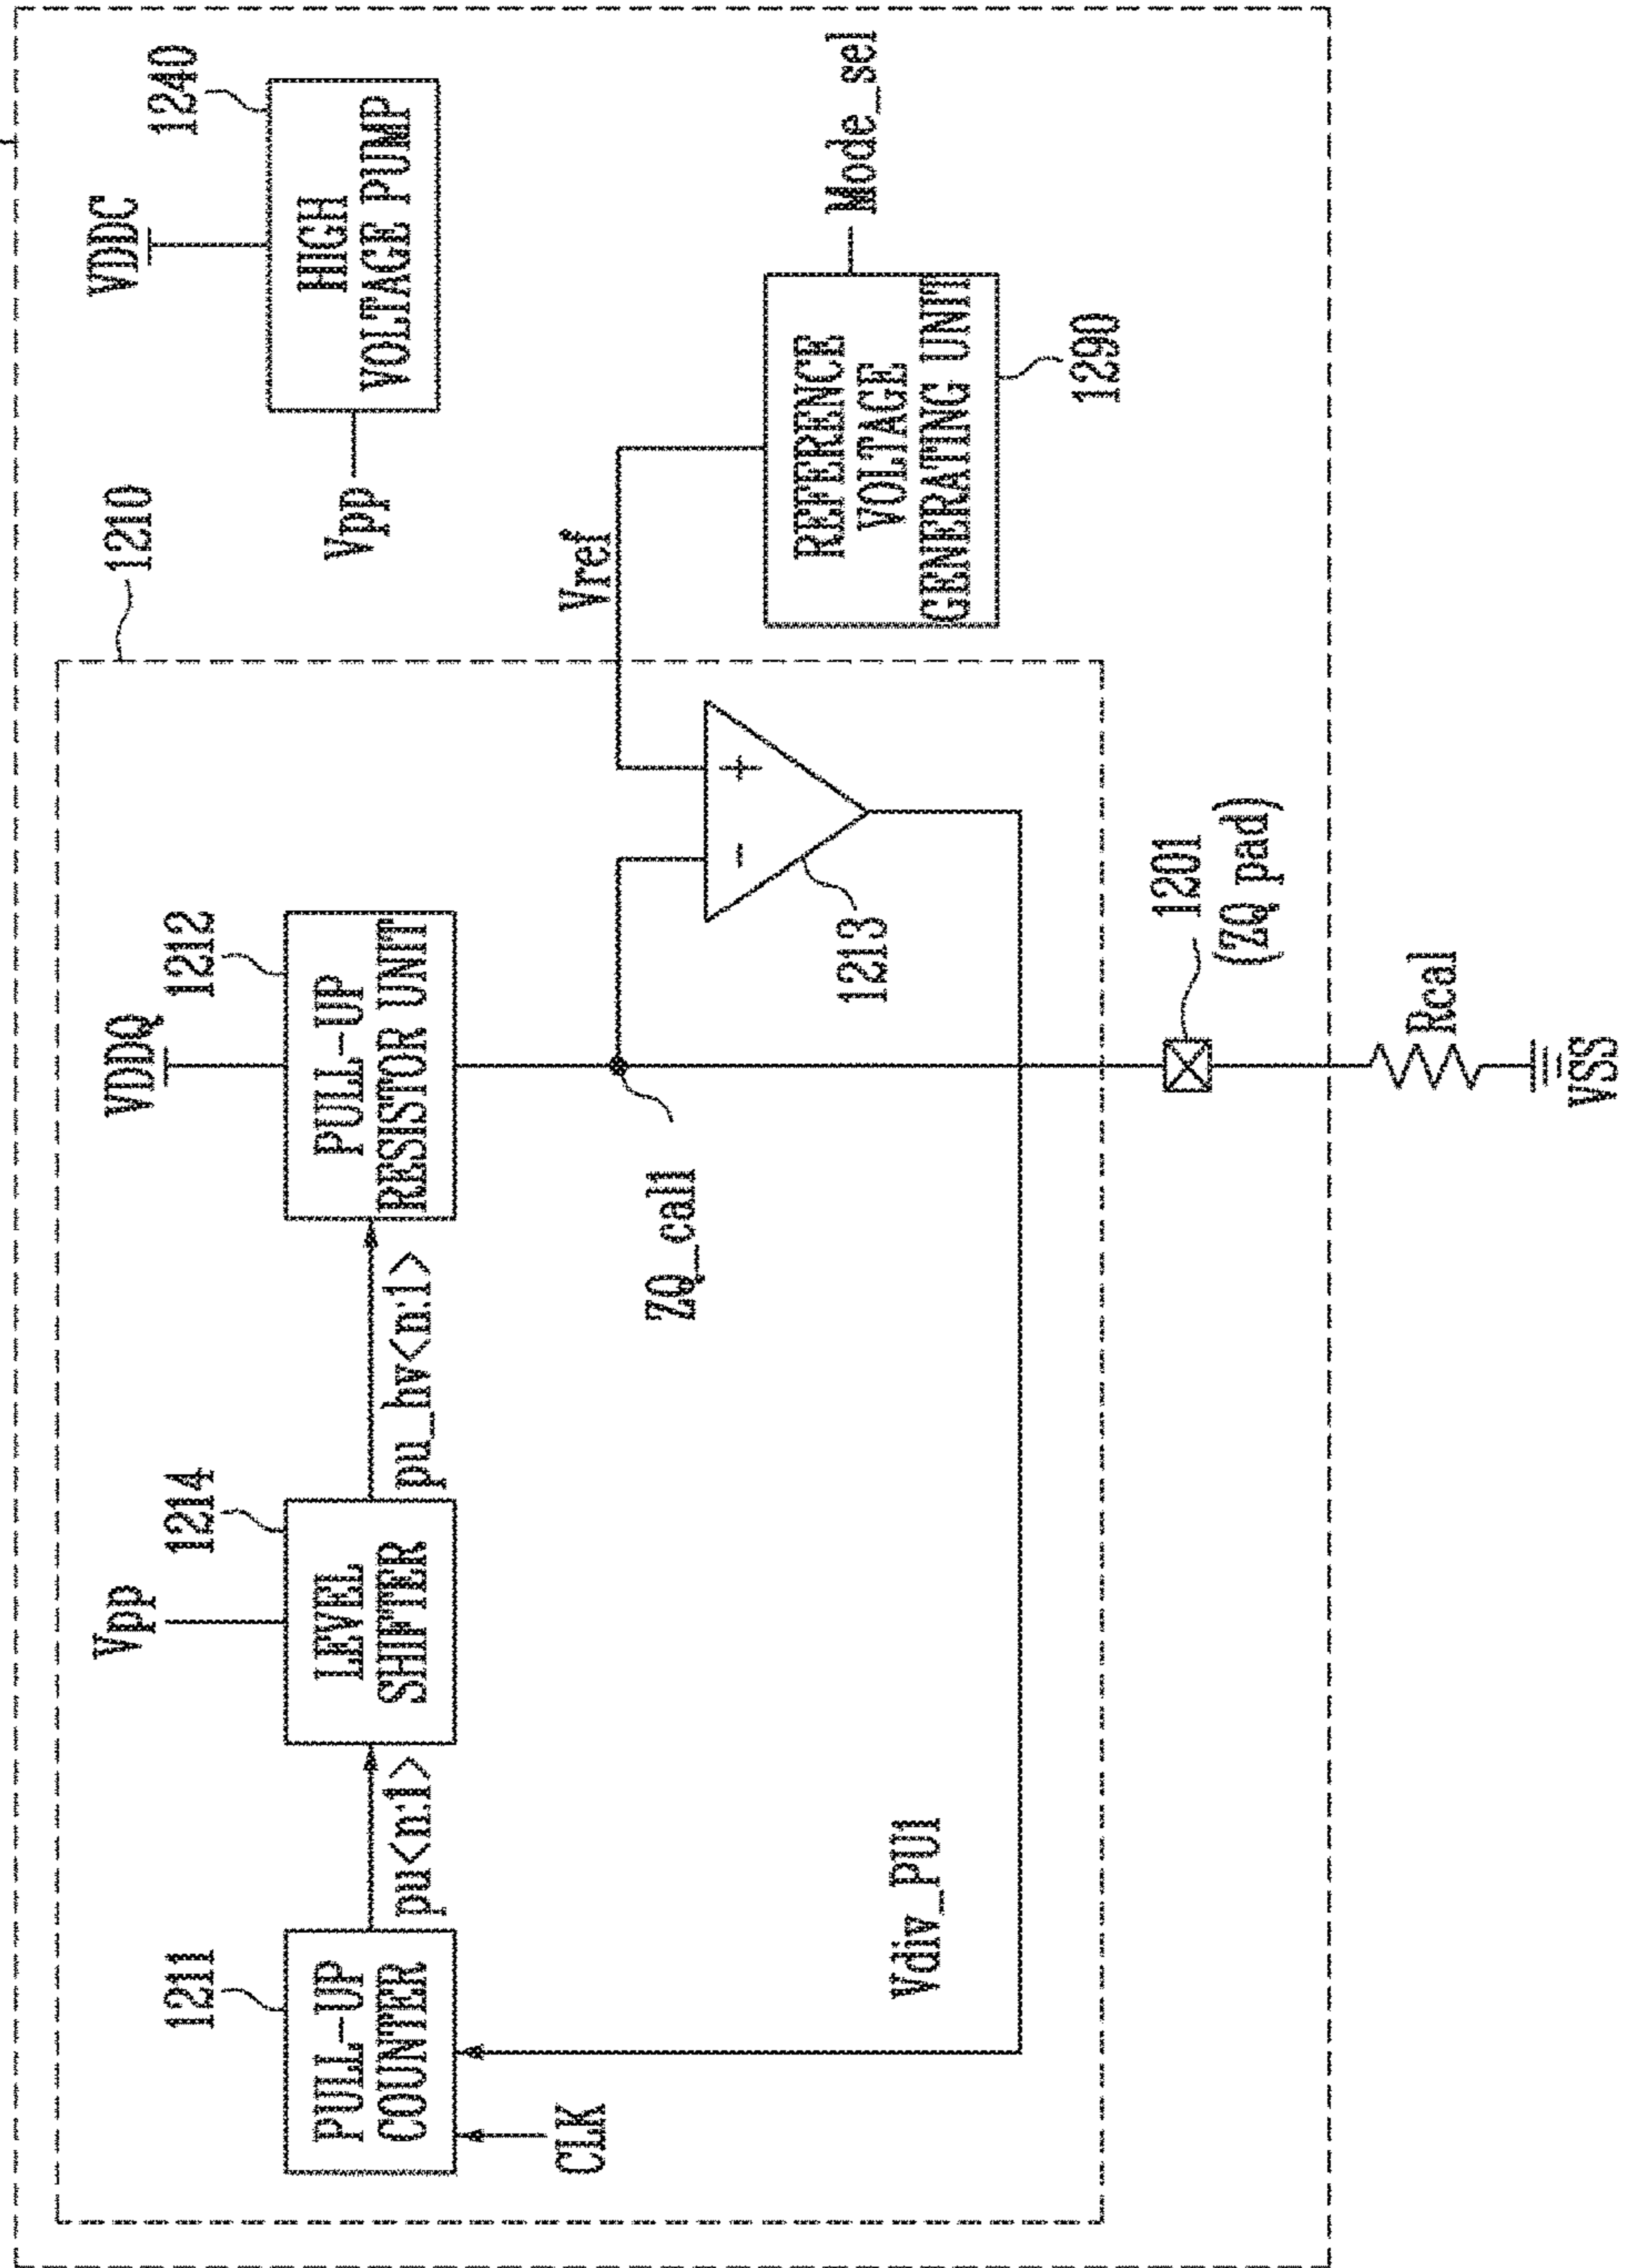 VDDC
Vpp
VDDQ
1210
1240
1211
1214
1212
PULL-UP
COUNTER
pu<n:1>
LEVEL
SHIFTER
pu_hv<n:1>
PULL-UP
RESISTOR UNIT
Vpp
HIGH
VOLTAGE PUMP
CLK
Vref
ZQ_cal1
-
+
1213
Mode_sel
REFERENCE
VOLTAGE
GENERATING UNIT
Vdiv_PU1
1290
1201
(ZQ pad)
Rcal
VSS